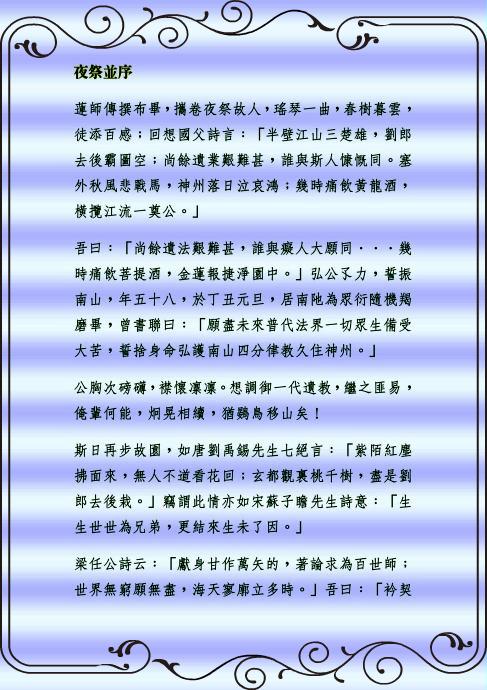 夜祭並序
蓮師傳撰布畢，攜卷夜祭故人，瑤琴一曲，春樹暮雲，
徒添百感；回想國父詩言：「半壁江山三楚雄，劉郎
去後霸圖空；尚餘遺業艱難甚，誰與斯人慷慨同。塞
外秋風悲戰馬，神州落日泣哀鴻；幾時痛飲黃龍酒，
橫攬江流一奠公。」
吾曰：「尚餘遺法艱難甚，誰與癡人大願同・・・幾
時痛飲菩提酒，金蓮報捷淨園中。」弘公孓力，誓振
南山，年五十八，於丁丑元旦，居南陀為眾衍隨機羯
磨畢，曾書聯曰：「願盡未來普代法界一切眾生備受
大苦，誓捨身命弘護南山四分律教久住神州。」
公胸次磅礡，襟懷凛凛。想調御一代遺教，繼之匪易，
俺輩何能，炯晃相續，猶鷄鳥移山矣！
斯日再步故園，如唐劉禹錫先生七絕言：「紫陌紅塵
拂面來，無人不道看花回；玄都觀裏桃千樹，盡是劉
郎去後栽。」竊謂此情亦如宋蘇子瞻先生詩意：「生
生世世為兄弟，更結來生未了因。」
梁任公詩云：「獻身甘作萬矢的，著論求為百世師；
世界無窮願無盡，海天寥廓立多時。」吾曰：「衿契